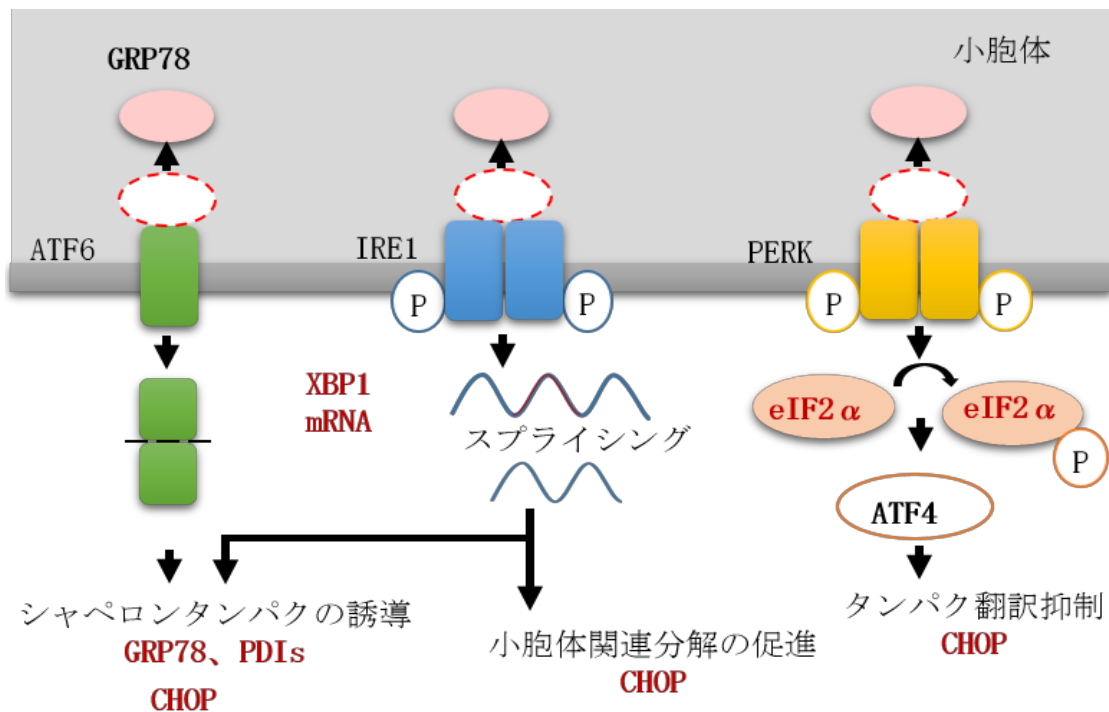 GRP78
小胞体
ATF6
IRE1
PERK
P
P
P
P
XBP1
mRNA
スプライシング
eIF2α
eIF2α
P
ATF4
シャペロンタンパクの誘導
GRP78、PDIs
CHOP
小胞体関連分解の促進
CHOP
タンパク翻訳抑制
CHOP